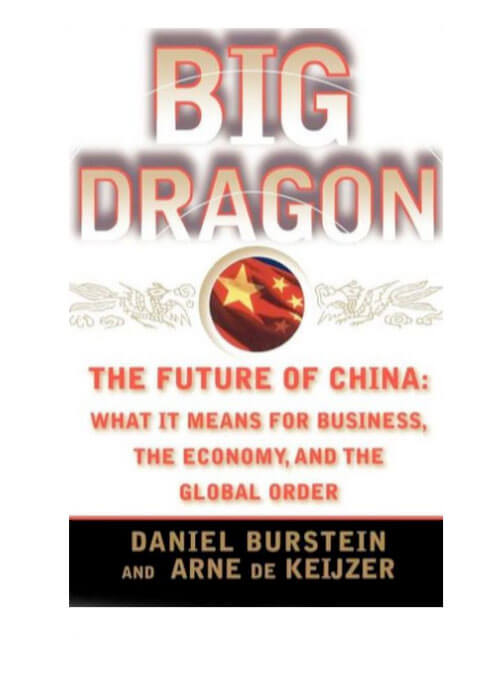 BIG
DRAGON
THE FUTURE OF CHINA:
WHAT IT MEANS FOR BUSINESS,
THE ECONOMY, AND THE
GLOBAL ORDER
DANIEL BURSTEIN
AND ARNE DE KEIJZER